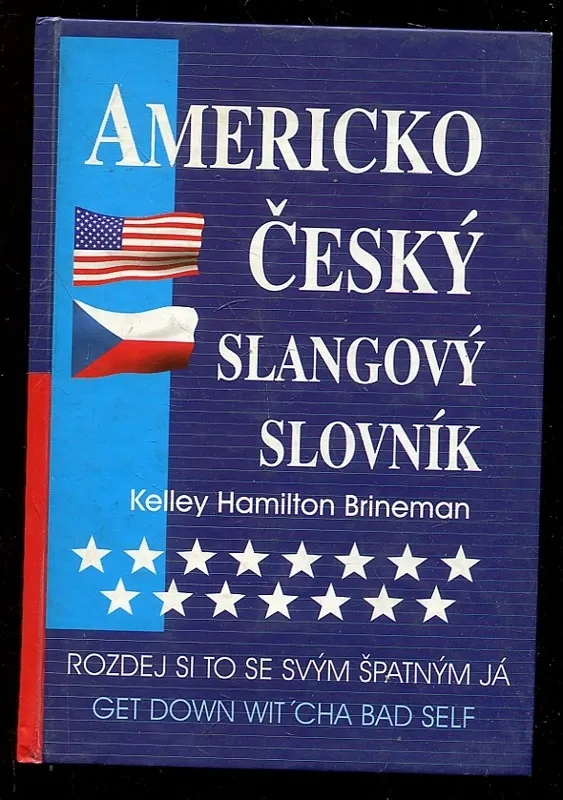 AMERICKO
ČESKÝ
SLANGOVÝ
SLOVNÍK
Kelley Hamilton Brineman
ROZDEJ SI TO SE SVÝM ŠPATNÝM JÁ
GET DOWN WIT´CHA BAD SELF